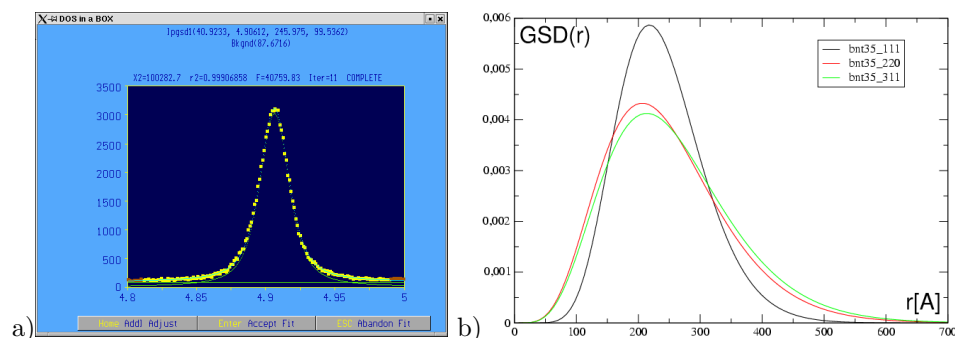 DOS in a BOX
lpgsd1(40.9233, 4.90612, 245.975, 99.5362)
Bkgnd(87.6716)
X2=100282.7 r2=0.99906858 F=40759.83 Iter=11 COMPLETE
3500
3000
2500
2000
1500
1000
500
0
4.8 4.85 4.9 4.95 5
Home Addl Adjust Enter Accept Fit ESC Abandon Fit
a)
0,006
0,005
0,004
0,003
0,002
0,001
0
GSD(r)
bnt35_111
bnt35_220
bnt35_311
r[A]
0 100 200 300 400 500 600 700
b)